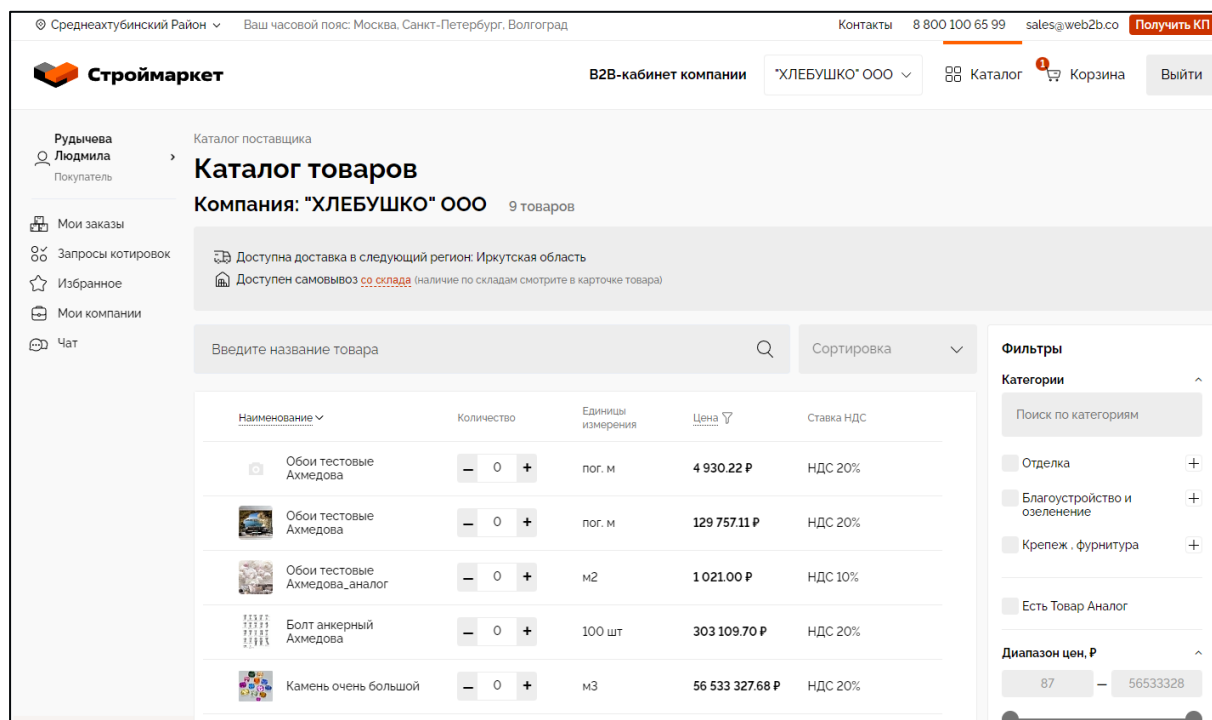 Среднеахтубинский Район Ваш часовой пояс: Москва, Санкт-Петербург, Волгоград Контакты 8 800 100 65 99 sales@web2b.co Получить КП
Строймаркет B2B-кабинет компании "ХЛЕБУШКО" ООО Каталог 1 Корзина Выйти
Рудычева
Людмила
Покупатель
Мои заказы
Запросы котировок
Избранное
Мои компании
Чат
Каталог поставщика
Каталог товаров
Компания: "ХЛЕБУШКО" ООО 9 товаров
Доступна доставка в следующий регион: Иркутская область
Доступен самовывоз со склада (наличие по складам смотрите в карточке товара)
Введите название товара Сортировка
Наименование Количество Единицы измерения Цена Ставка НДС
Обои тестовые
Ахмедова
0 пог. м 4 930.22 ₽ НДС 20%
Обои тестовые
Ахмедова
0 пог. м 129 757.11 ₽ НДС 20%
Обои тестовые
Ахмедова_аналог
0 м2 1 021.00 ₽ НДС 10%
Болт анкерный
Ахмедова
0 100 шт 303 109.70 ₽ НДС 20%
Камень очень большой 0 м3 56 533 327.68 ₽ НДС 20%
Фильтры
Категории
Поиск по категориям
Отделка
Благоустройство и
озеленение
Крепеж , фурнитура
Есть Товар Аналог
Диапазон цен, ₽
87 — 56533328